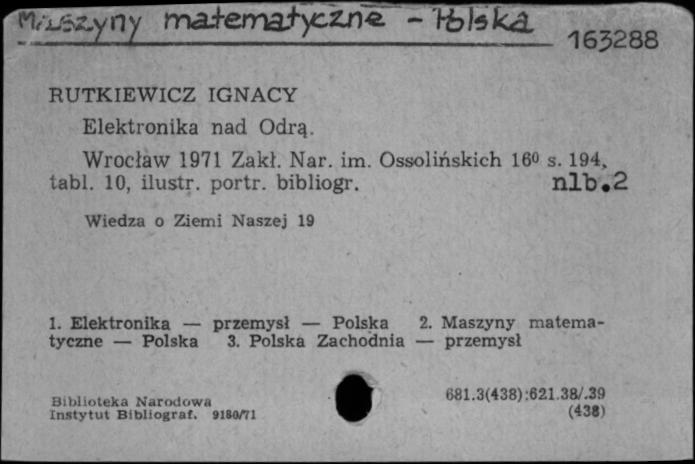 Maszyny matematyczne - Polska
163288
RUTKIEWICZ IGNACY
Elektronika nad Odrą.
Wrocław 1971 Zakł. Nar. im. Ossolińskich 16⁰ s. 194,
tabl. 10, ilustr. portr. bibliogr. nlb.2
Wiedza o Ziemi Naszej 19
1. Elektronika — przemysł — Polska 2. Maszyny matema-
tyczne — Polska 3. Polska Zachodnia — przemysł
Biblioteka Narodowa
Instytut Bibliograf. 9180/71
681.3(438):621.38/.39
(438)